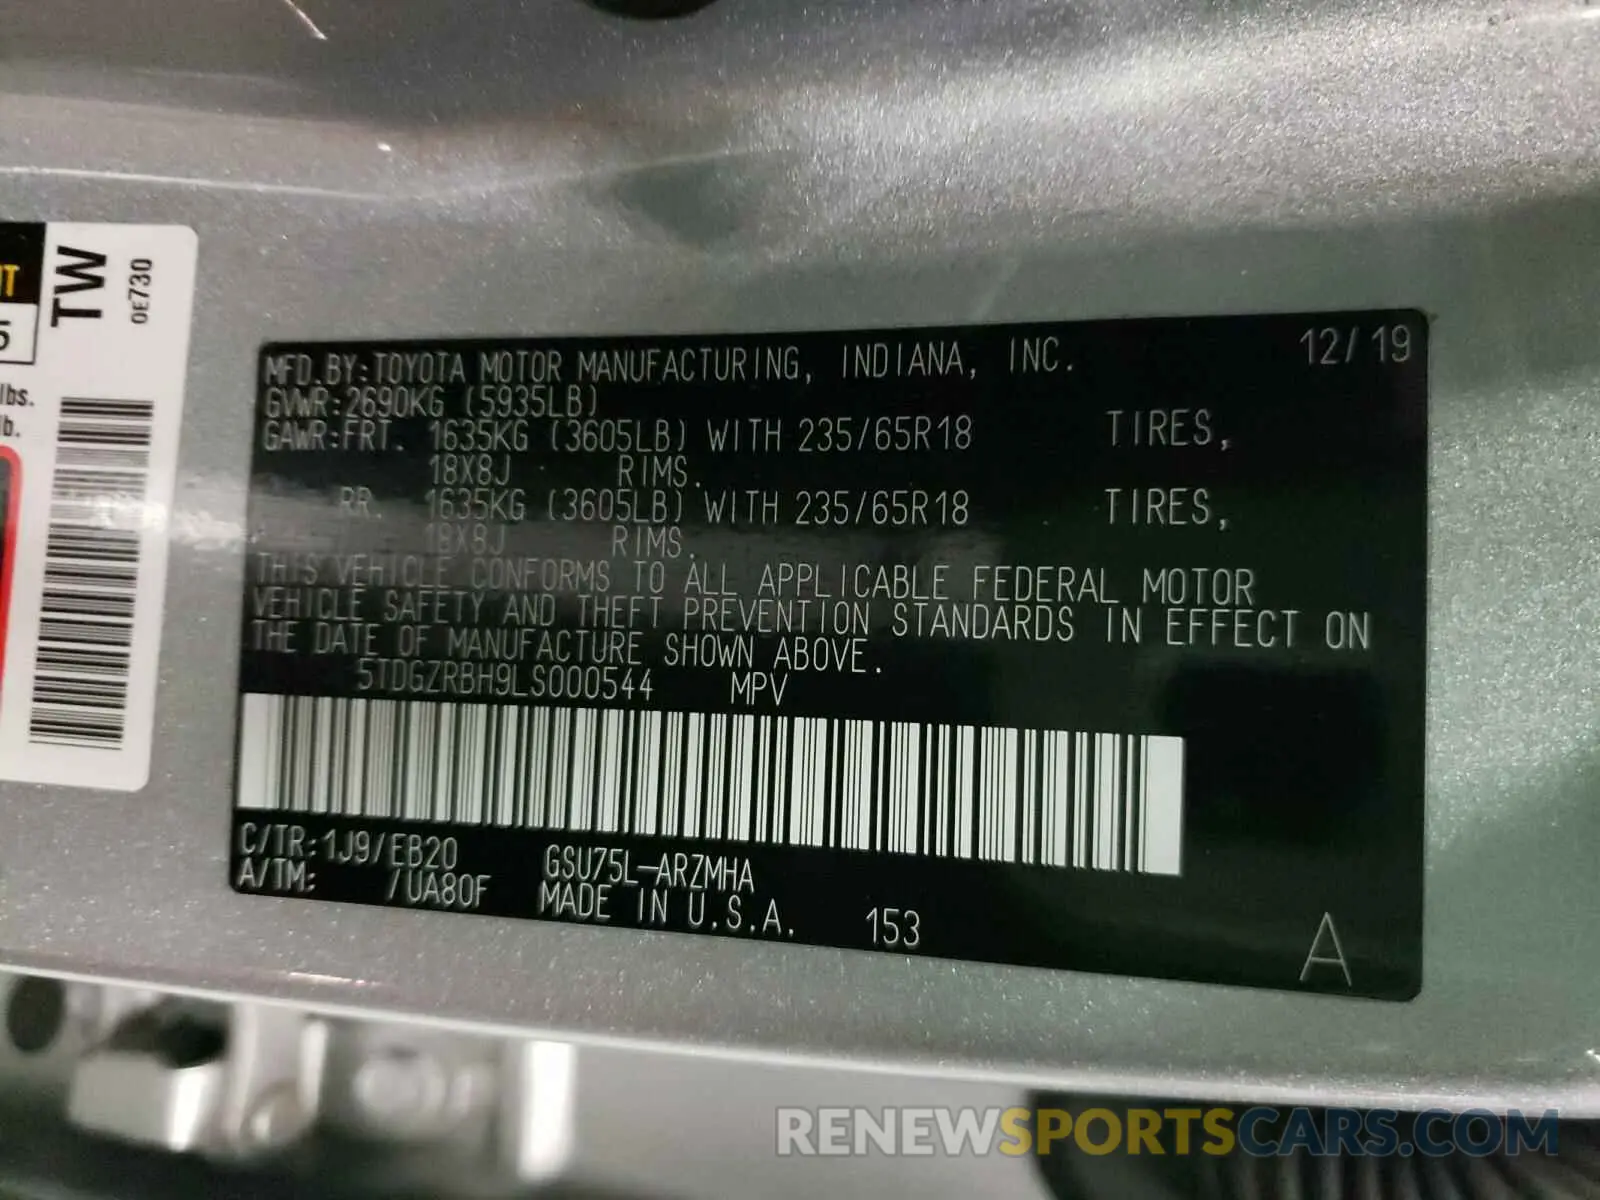 TW
0E730
5
lbs.
lb.
MFD.BY:TOYOTA MOTOR MANUFACTURING, INDIANA, INC. 12/19
GVWR:2690KG (5935LB)
GAWR:FRT. 1635KG (3605LB) WITH 235/65R18 TIRES,
18X8J RIMS.
RR. 1635KG (3605LB) WITH 235/65R18 TIRES,
18X8J RIMS.
THIS VEHICLE CONFORMS TO ALL APPLICABLE FEDERAL MOTOR
VEHICLE SAFETY AND THEFT PREVENTION STANDARDS IN EFFECT ON
THE DATE OF MANUFACTURE SHOWN ABOVE.
5TDGZRBH9LS000544 MPV
C/TR:1J9/EB20 GSU75L-ARZMHA
A/TM: /UA80F MADE IN U.S.A. 153
A
RENEWSPORTSCARS.COM